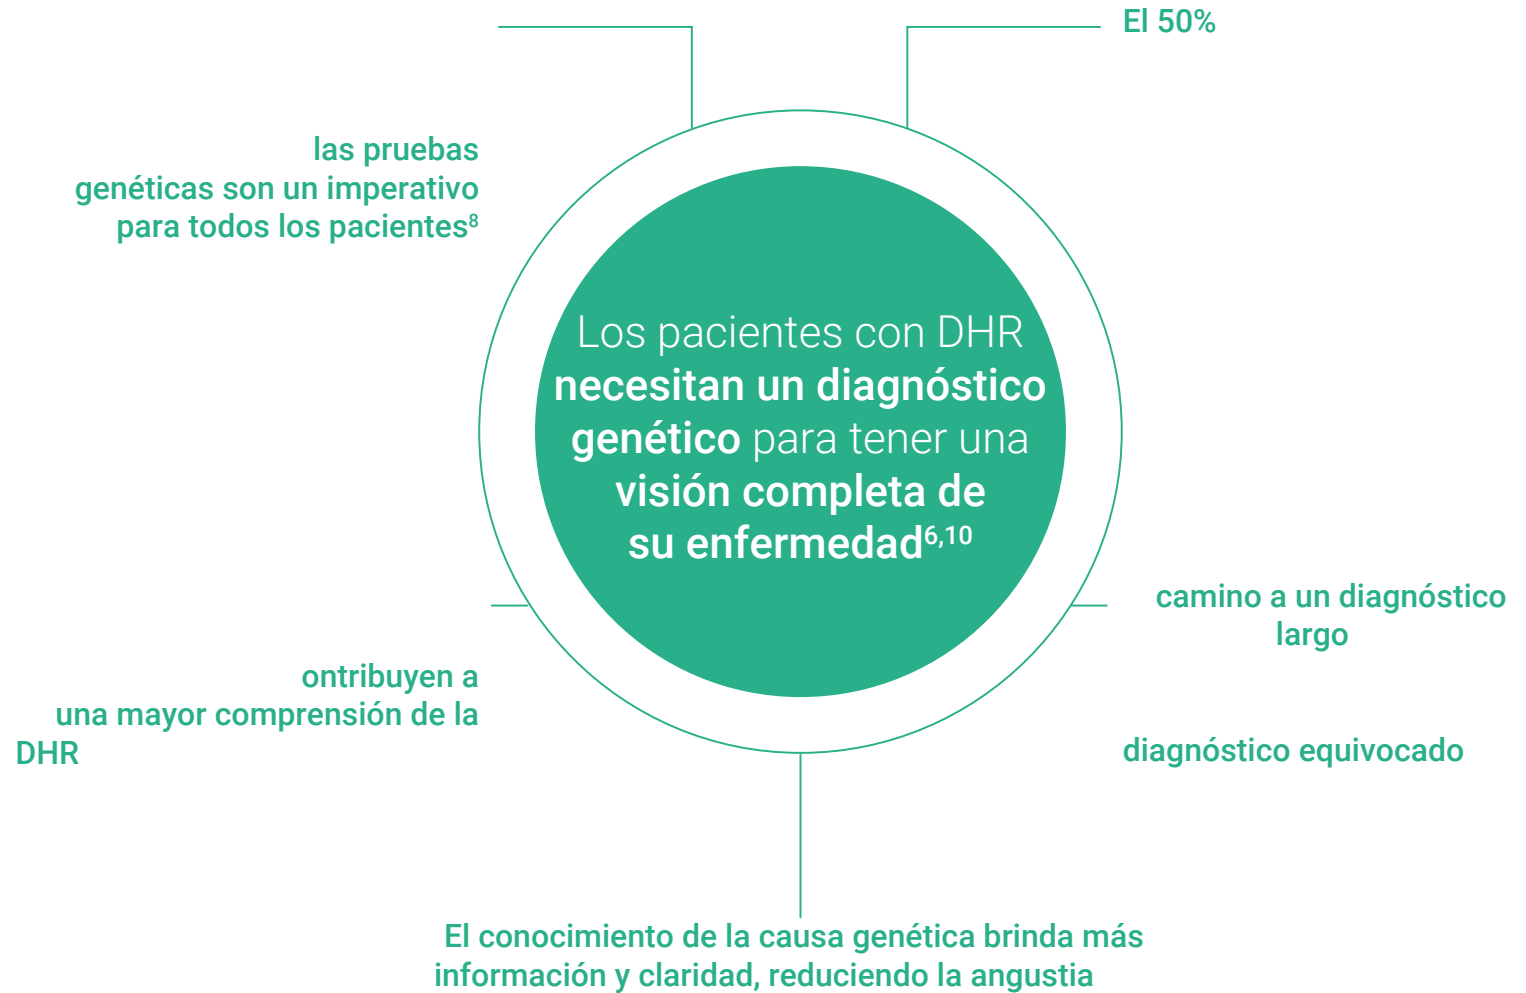 El 50%
las pruebas
genéticas son un imperativo
para todos los pacientes⁸
Los pacientes con DHR
necesitan un diagnóstico
genético para tener una
visión completa de
su enfermedad⁶,¹⁰
camino a un diagnóstico
largo
ontribuyen a
una mayor comprensión de la
DHR
diagnóstico equivocado
El conocimiento de la causa genética brinda más
información y claridad, reduciendo la angustia